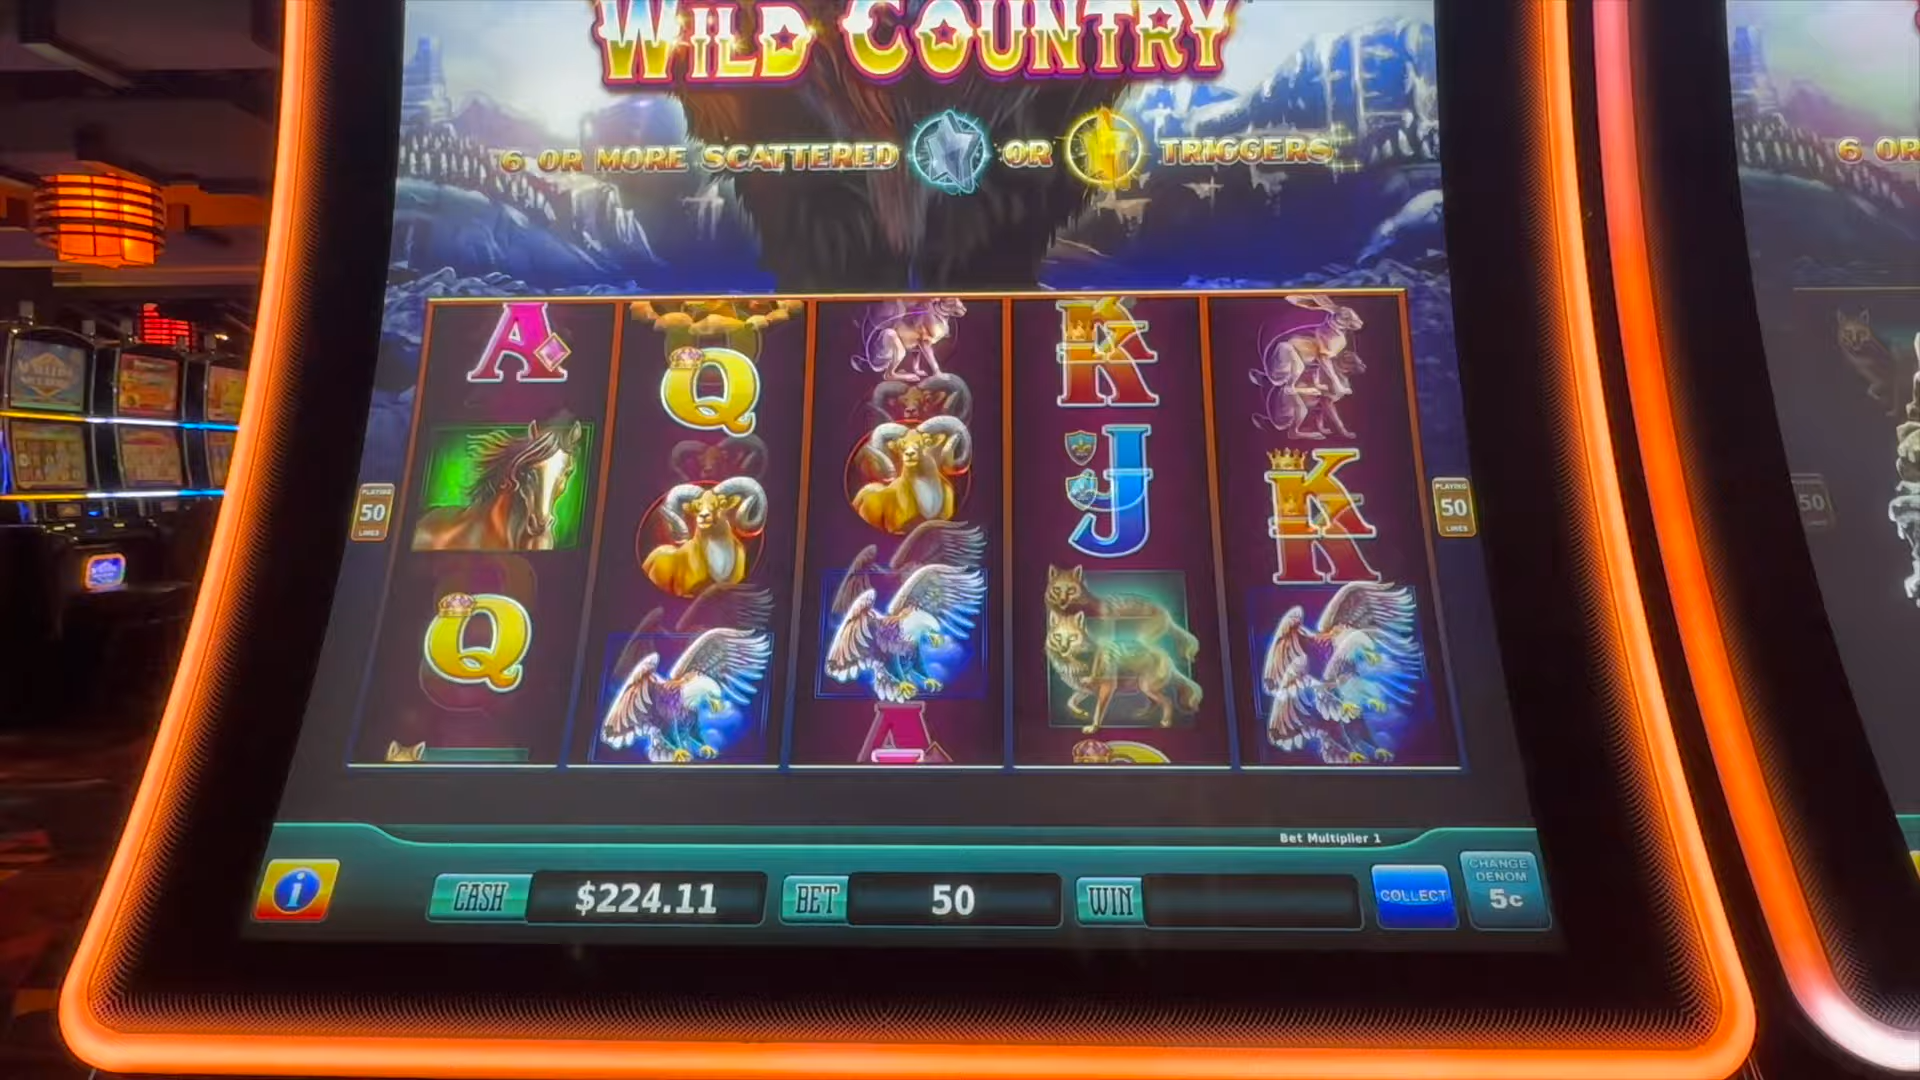 WILD COUNTRY
6 OR MORE SCATTERED OR TRIGGERS
6 OR
A
Q
K
Q
J
K
Q
A
PLAYING
50
LINES
PLAYING
50
LINES
50
Bet Multiplier 1
i
CASH $224.11
BET 50
WIN
COLLECT
CHANGE
DENOM
5¢